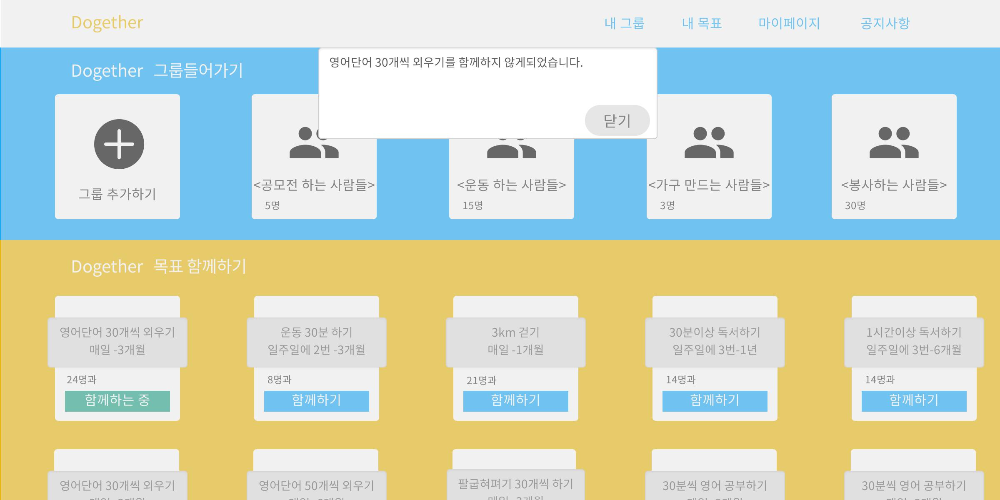 Dogether
내 그룹
내 목표
마이페이지
공지사항
영어단어 30개씩 외우기를 함께하지 않게되었습니다.
닫기
Dogether 그룹들어가기
그룹 추가하기
<공모전 하는 사람들>
5명
<운동 하는 사람들>
15명
<가구 만드는 사람들>
3명
<봉사하는 사람들>
30명
Dogether 목표 함께하기
영어단어 30개씩 외우기
매일 -3개월
24명과
함께하는 중
운동 30분 하기
일주일에 2번 -3개월
8명과
함께하기
3km 걷기
매일 -1개월
21명과
함께하기
30분이상 독서하기
일주일에 3번-1년
14명과
함께하기
1시간이상 독서하기
일주일에 3번-6개월
14명과
함께하기
영어단어 30개씩 외우기
영어단어 50개씩 외우기
팔굽혀펴기 30개씩 하기
30분씩 영어 공부하기
30분씩 영어 공부하기